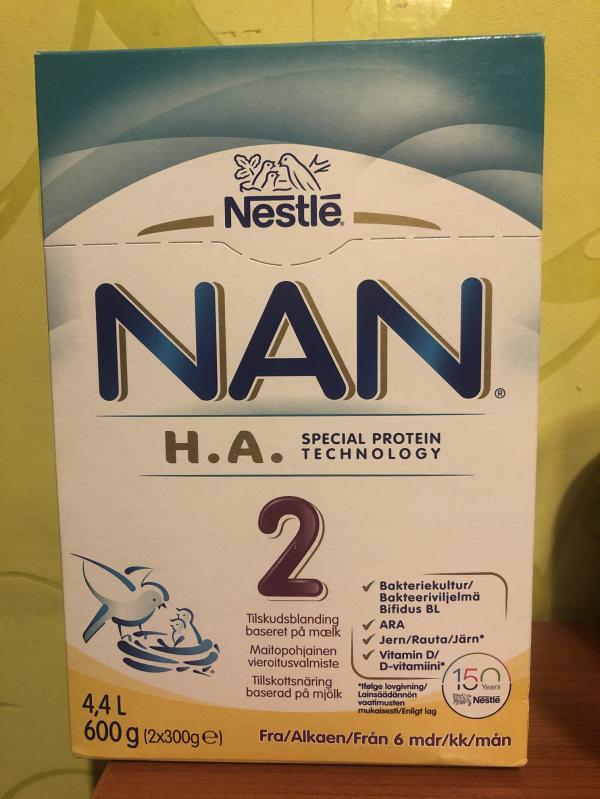 Nestlé
NAN®
H.A. SPECIAL PROTEIN
TECHNOLOGY
2
Tilskudsblanding
baseret på mælk
Maitopohjainen
vieroitusvalmiste
Tillskottsnäring
baserad på mjölk
Bakteriekultur/
Bakteeriviljelmä
Bifidus BL
ARA
Jern/Rauta/Järn*
Vitamin D/
D-vitamiini*
*Ifølge lovgivning/
Lainsäädännön
vaatimusten
mukaisesti/Enligt lag
150
Years
Nestlé
4,4 L
600 g (2x300g℮)
Fra/Alkaen/Från 6 mdr/kk/mån